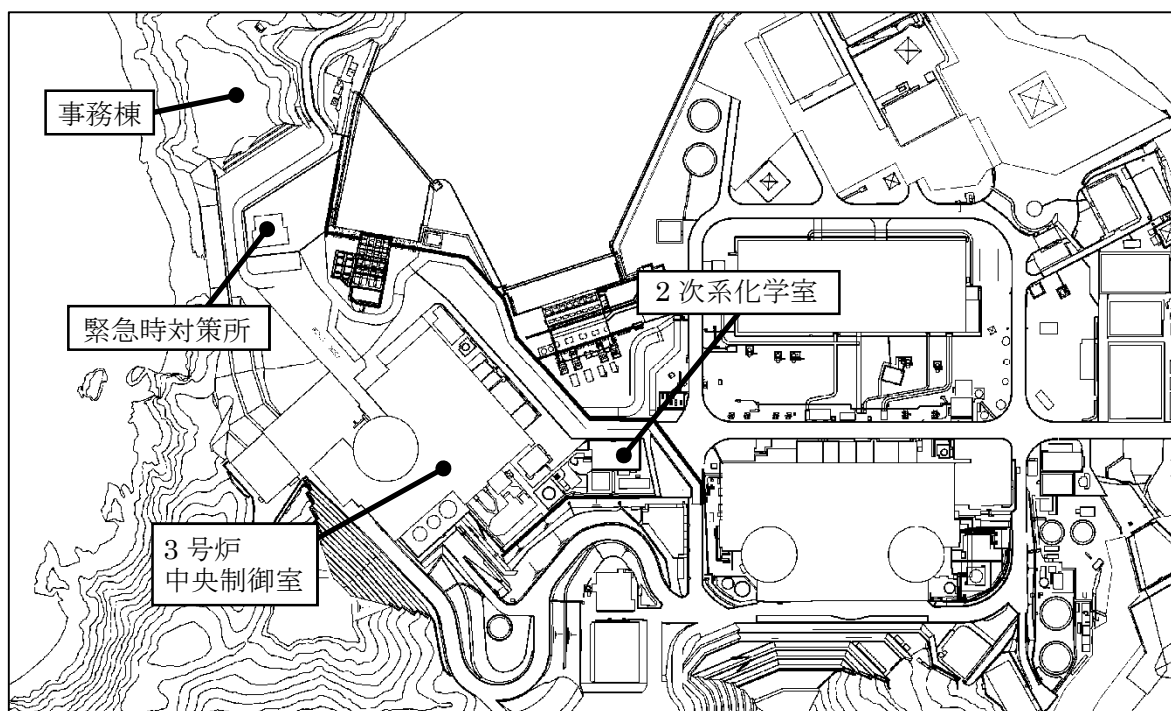 事務棟
緊急時対策所
2 次系化学室
3 号炉
中央制御室